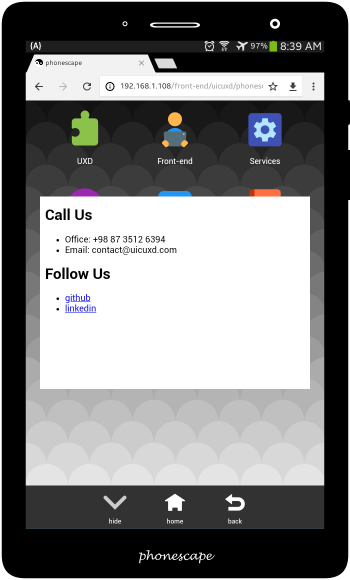 (A) 97% 8:39 AM
phonescape
192.168.1.108/front-end/uicuxd/phones
UXD Front-end Services
Call Us
• Office: +98 87 3512 6394
• Email: contact@uicuxd.com
Follow Us
• github
• linkedin
hide home back
phonescape